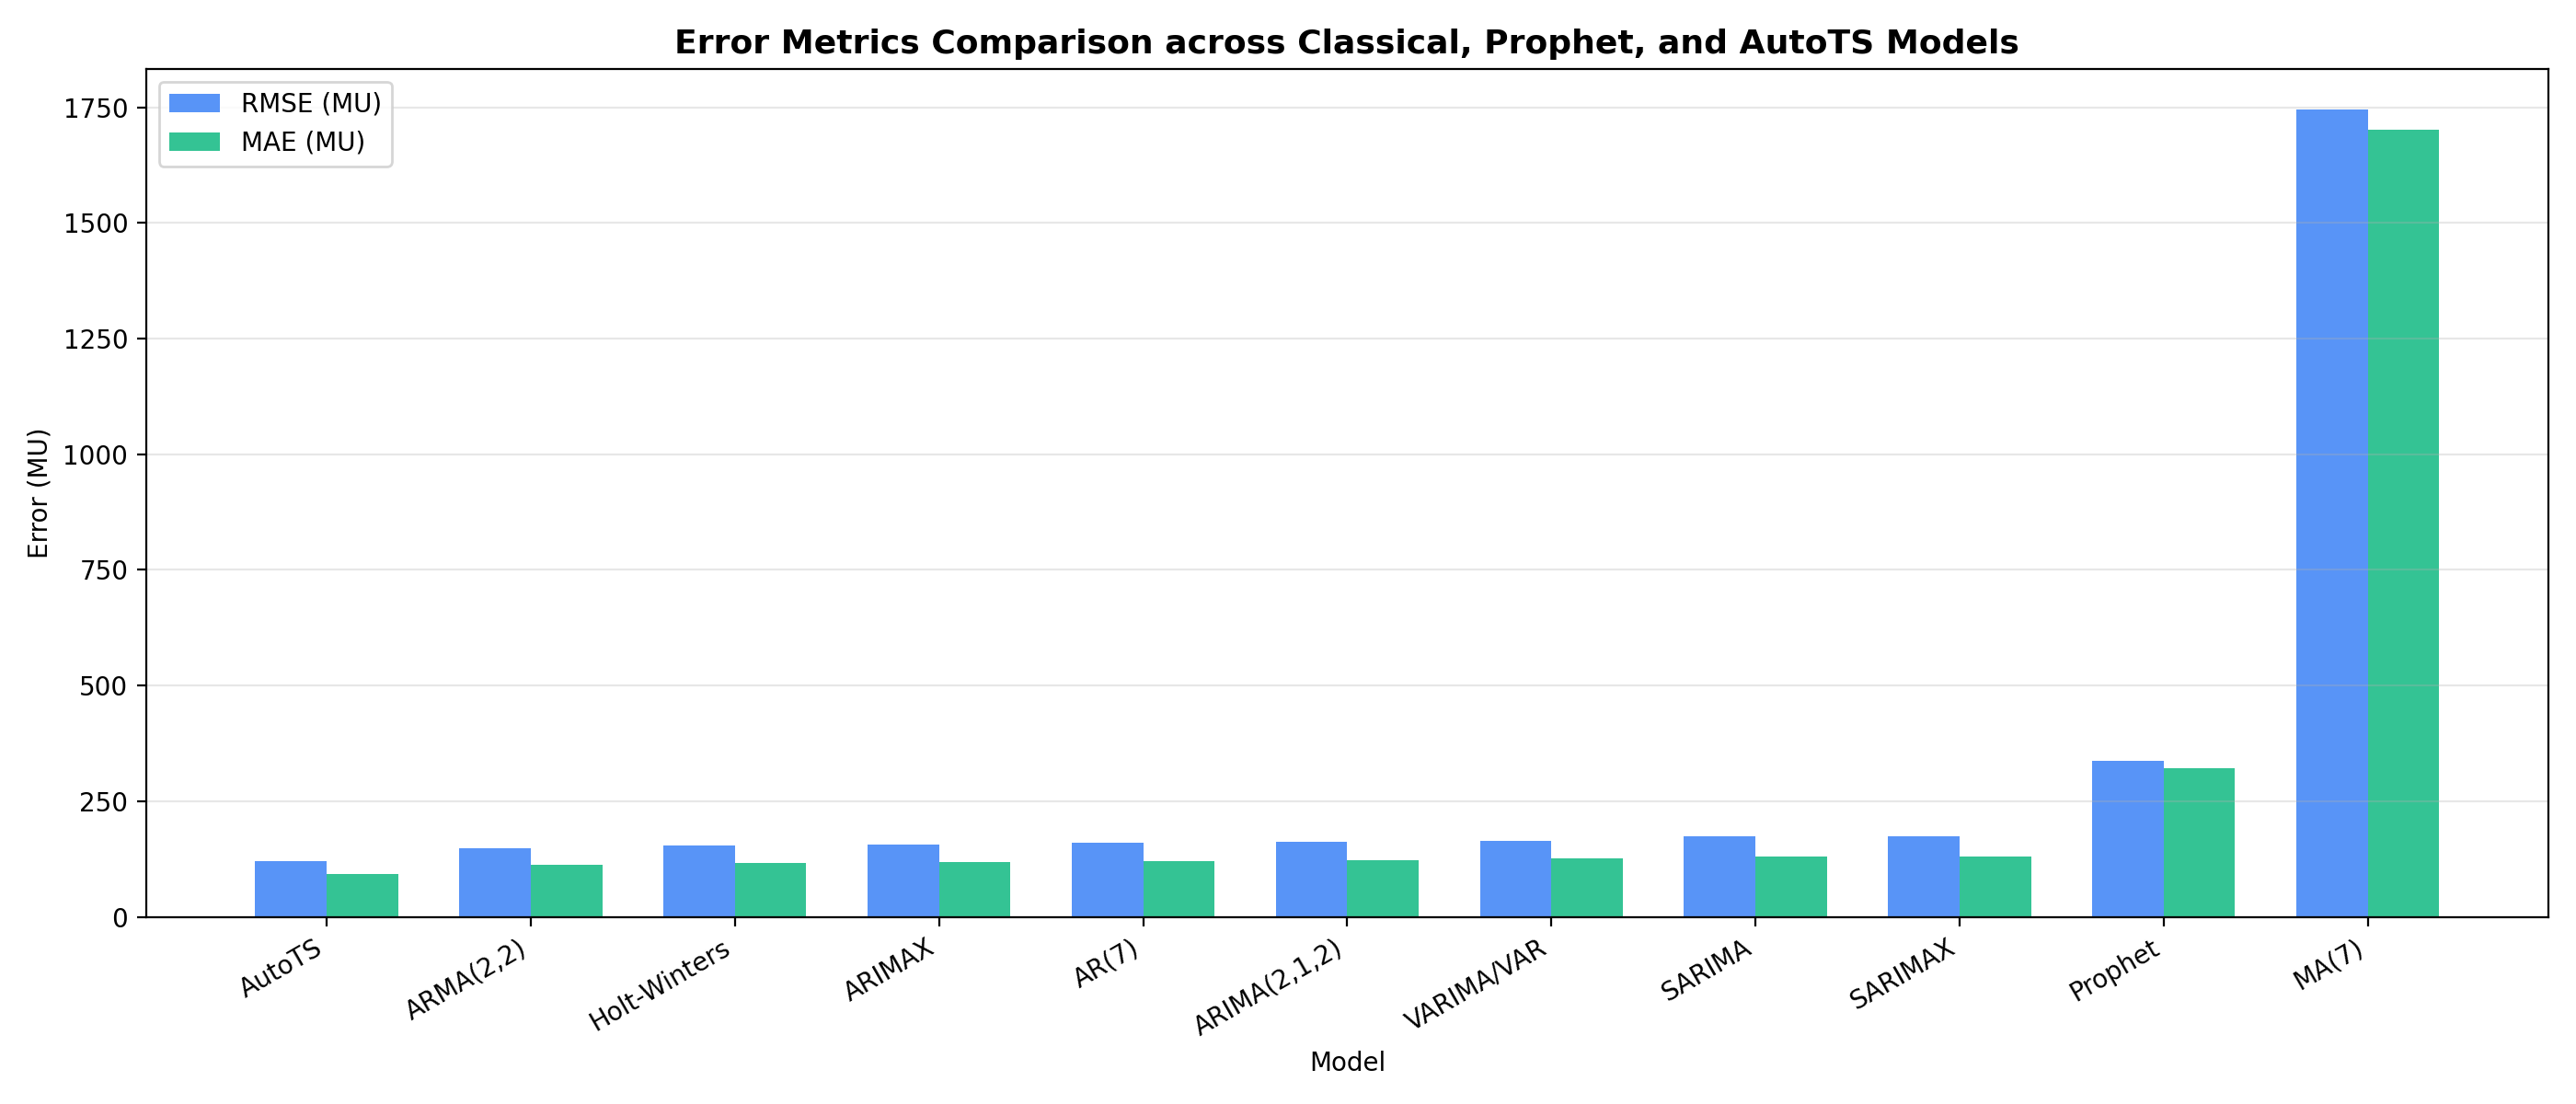 Error Metrics Comparison across Classical, Prophet, and AutoTS Models
RMSE (MU)
MAE (MU)
Error (MU)
1750
1500
1250
1000
750
500
250
0
AutoTS
ARMA(2,2)
Holt-Winters
ARIMAX
AR(7)
ARIMA(2,1,2)
VARIMA/VAR
SARIMA
SARIMAX
Prophet
MA(7)
Model